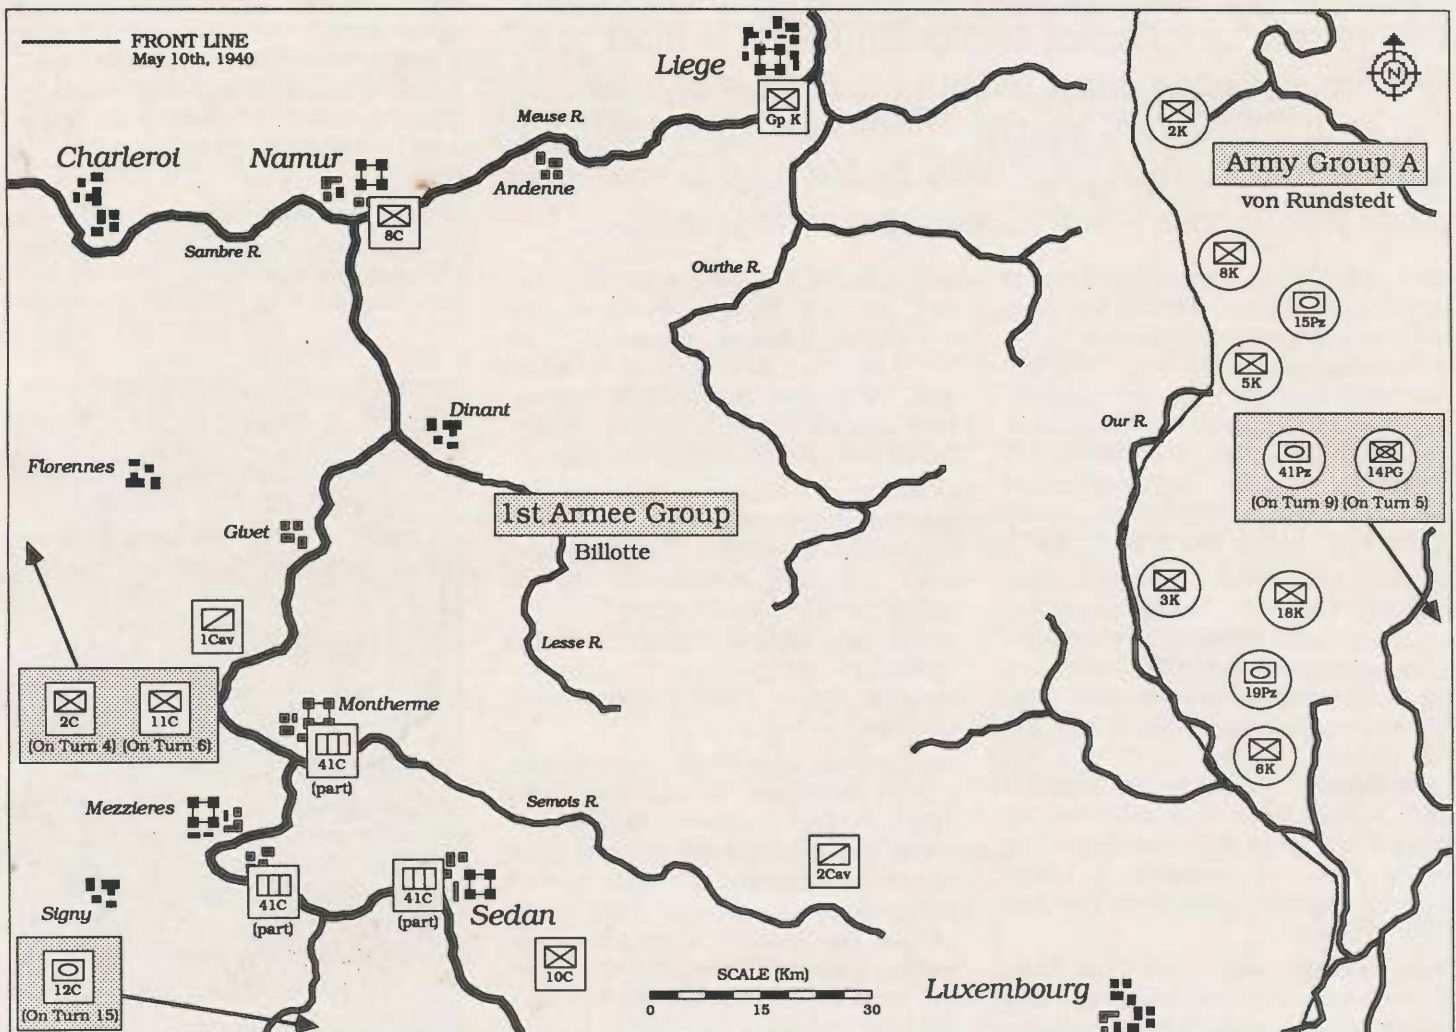 FRONT LINE
May 10th, 1940
Liege
N
Gp K
2K
Meuse R.
Charleroi
Namur
Andenne
Army Group A
von Rundstedt
8C
Sambre R.
Ourthe R.
8K
15Pz
5K
Dinant
Our R.
Florennes
41Pz
14PG
(On Turn 9) (On Turn 5)
1st Armee Group
Billotte
Givet
3K
18K
1Cav
Lesse R.
19Pz
2C
11C
(On Turn 4) (On Turn 6)
Montherme
41C
(part)
6K
Mezzieres
Semois R.
2Cav
41C
(part)
41C
(part)
Sedan
Signy
12C
(On Turn 15)
10C
SCALE (Km)
0 15 30
Luxembourg